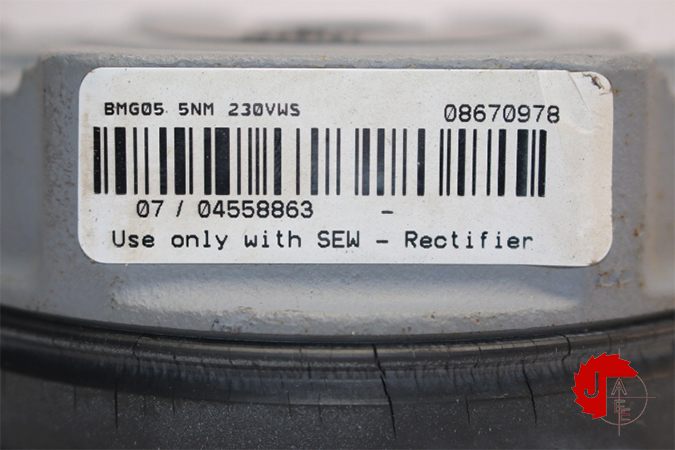 BMG05 5NM 230VWS 08670978
07 / 04558863 -
Use only with SEW - Rectifier
J